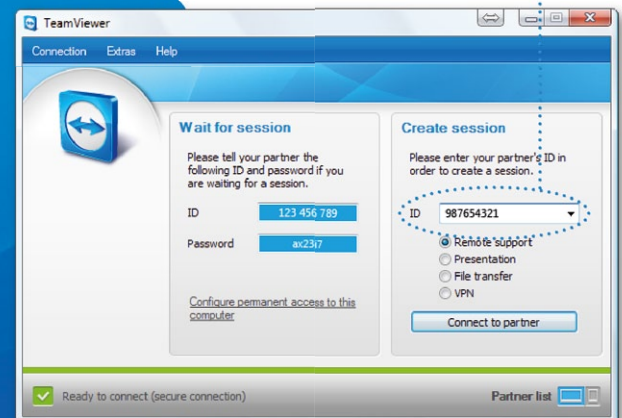 TeamViewer
Connection Extras Help
Wait for session
Please tell your partner the
following ID and password if you
are waiting for a session.
ID 123 456 789
Password ax23i7
Configure permanent access to this
computer
Create session
Please enter your partner's ID in
order to create a session.
ID 987654321
Remote support
Presentation
File transfer
VPN
Connect to partner
Ready to connect (secure connection)
Partner list